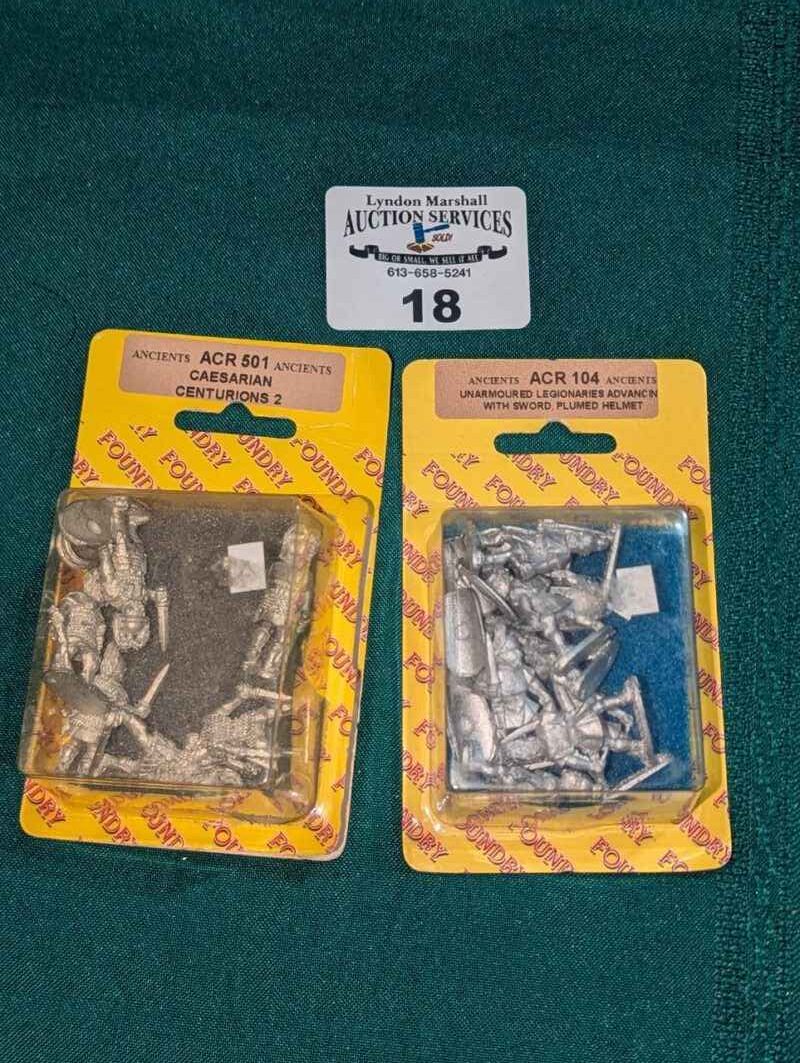 Lyndon Marshall
AUCTION SERVICES
SOLD!
BIG OR SMALL, WE SELL IT ALL
613-658-5241
18
ANCIENTS ACR 501 ANCIENTS
CAESARIAN
CENTURIONS 2
ANCIENTS ACR 104 ANCIENTS
UNARMOURED LEGIONARIES ADVANCIN
WITH SWORD, PLUMED HELMET
FOUNDRY
FOUNDRY